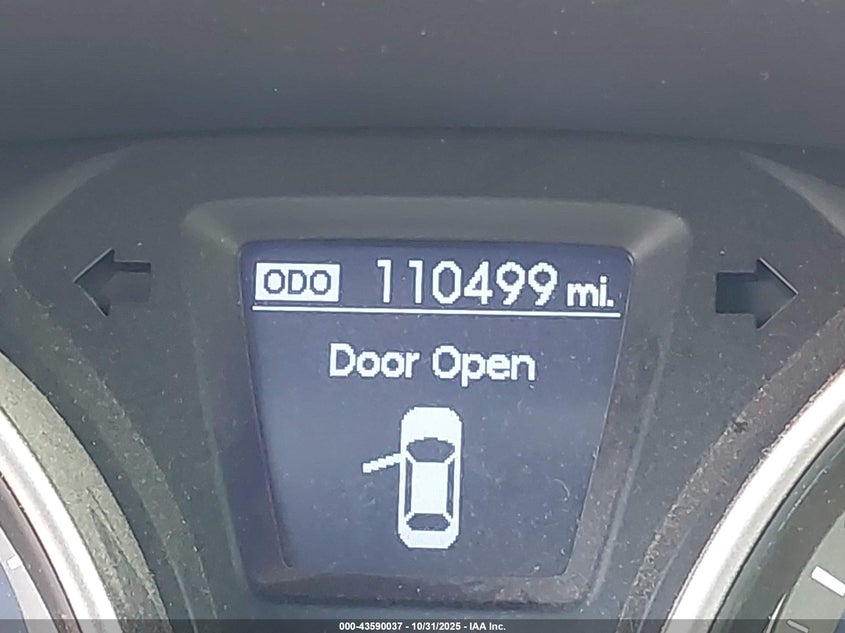 ODO 110499 mi.
Door Open
000-43590037 - 10/31/2025 - IAA Inc.